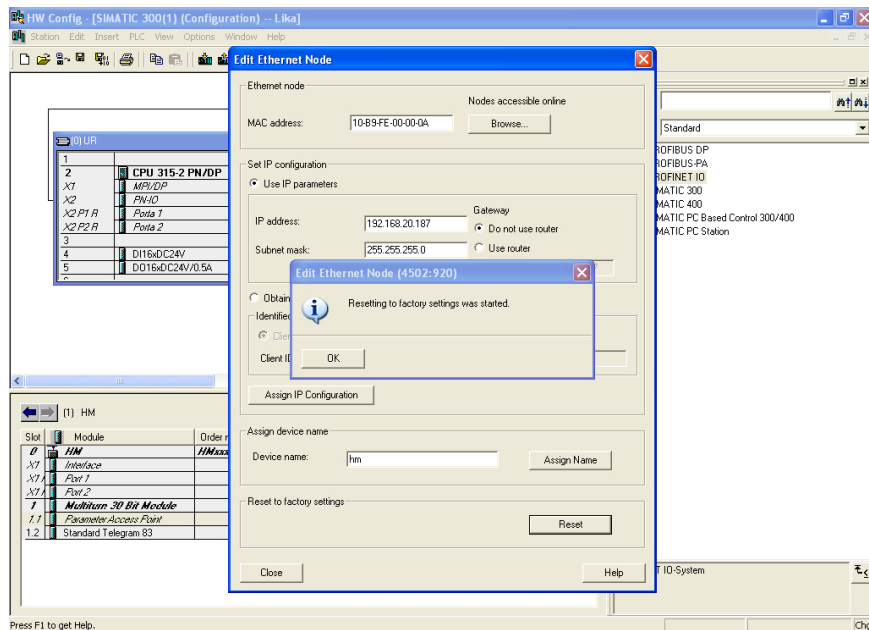 HW Config - [SIMATIC 300(1) (Configuration) -- Lika]
Station Edit Insert PLC View Options Window Help
(0) UR
1
2 CPU 315-2 PN/DP
X1 MPI/DP
X2 PN-IO
X2 P1 R Porta 1
X2 P2 R Porta 2
3
4 DI16xDC24V
5 DO16xDC24V/0.5A
(1) HM
Slot Module Order
0 HM HMxxx
X1 Interface
Port 1
Port 2
1 Multiturn 30 Bit Module
1.1 Parameter Access Point
1.2 Standard Telegram 83
Press F1 to get Help.
Edit Ethernet Node
Ethernet node
Nodes accessible online
MAC address: 10-B9-FE-00-00-0A Browse...
Set IP configuration
Use IP parameters
Gateway
IP address: 192.168.20.187 Do not use router
Subnet mask: 255.255.255.0 Use router
Obtain
Identified
Client ID
Assign IP Configuration
Assign device name
Device name: hm Assign Name
Reset to factory settings
Reset
Close Help
Edit Ethernet Node (4502:920)
Resetting to factory settings was started.
OK
Standard
ROFIBUS DP
ROFIBUS-PA
ROFINET IO
MATIC 300
MATIC 400
MATIC PC Based Control 300/400
MATIC PC Station
T IO-System
Chg